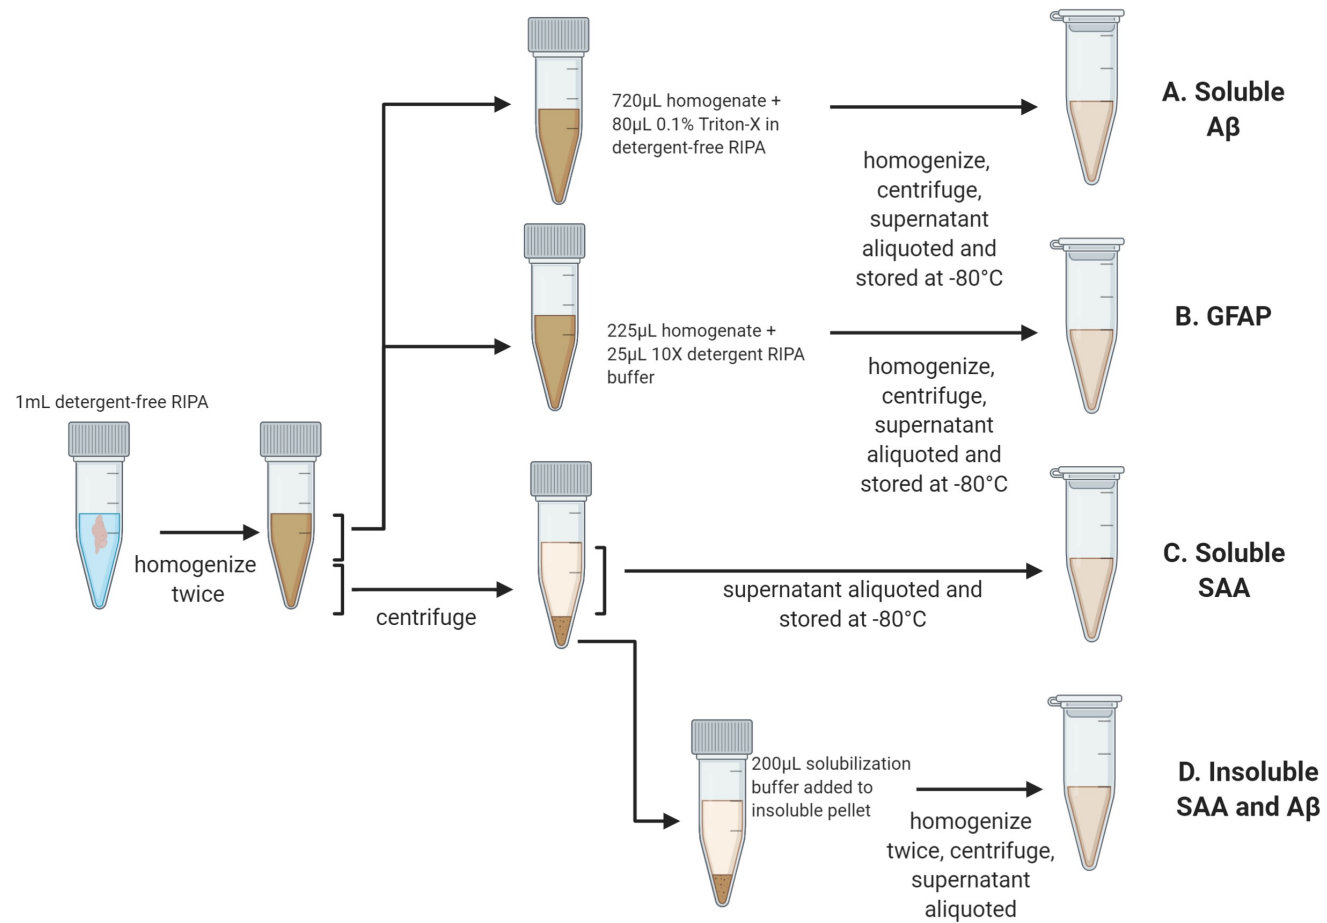 720µL homogenate +
80µL 0.1% Triton-X in
detergent-free RIPA
homogenize,
centrifuge,
supernatant
aliquoted and
stored at -80°C
A. Soluble
Aβ
225µL homogenate +
25µL 10X detergent RIPA
buffer
homogenize,
centrifuge,
supernatant
aliquoted and
stored at -80°C
B. GFAP
1mL detergent-free RIPA
homogenize
twice
centrifuge
supernatant aliquoted and
stored at -80°C
C. Soluble
SAA
200µL solubilization
buffer added to
insoluble pellet
homogenize
twice, centrifuge,
supernatant
aliquoted
D. Insoluble
SAA and Aβ